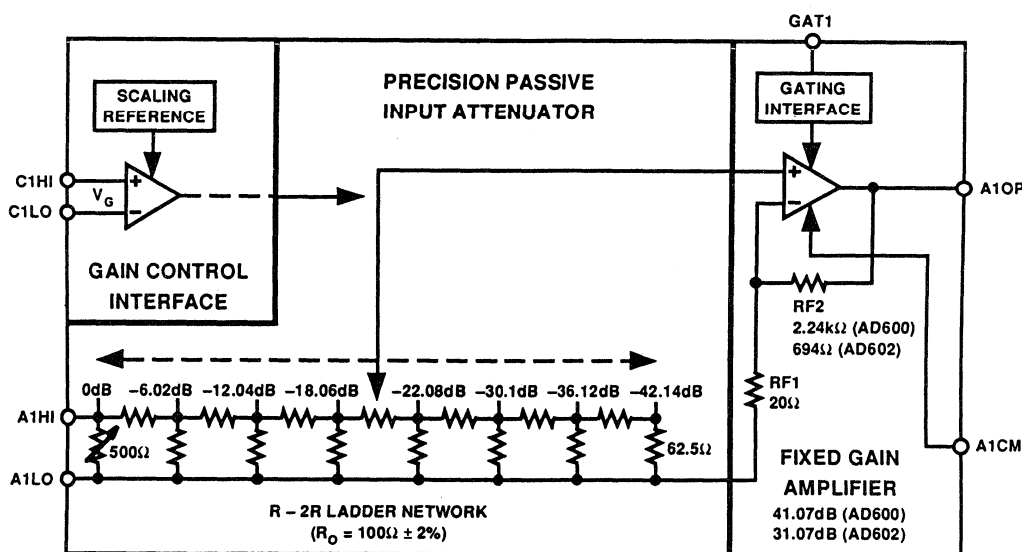 GAT1
SCALING
REFERENCE
PRECISION PASSIVE
INPUT ATTENUATOR
GATING
INTERFACE
C1HI
C1LO
VG
+
−
+
−
A1OP
GAIN CONTROL
INTERFACE
RF2
2.24kΩ (AD600)
694Ω (AD602)
RF1
20Ω
0dB −6.02dB −12.04dB −18.06dB −22.08dB −30.1dB −36.12dB −42.14dB
A1HI
500Ω
62.5Ω
A1LO
A1CM
R – 2R LADDER NETWORK
(RO = 100Ω ± 2%)
FIXED GAIN
AMPLIFIER
41.07dB (AD600)
31.07dB (AD602)